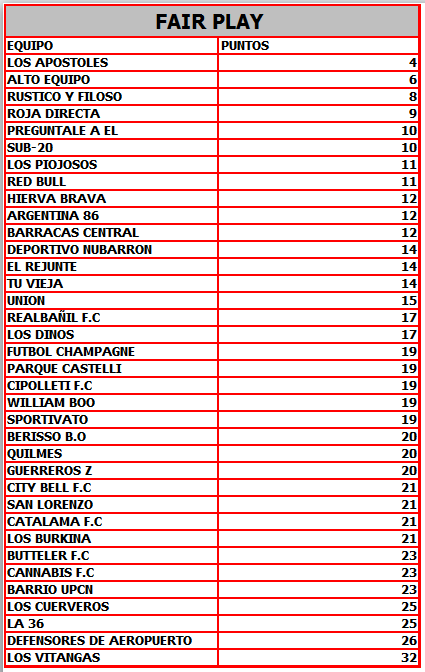 FAIR PLAY
EQUIPO PUNTOS
LOS APOSTOLES 4
ALTO EQUIPO 6
RUSTICO Y FILOSO 8
ROJA DIRECTA 9
PREGUNTALE A EL 10
SUB-20 10
LOS PIOJOSOS 11
RED BULL 11
HIERVA BRAVA 12
ARGENTINA 86 12
BARRACAS CENTRAL 12
DEPORTIVO NUBARRON 14
EL REJUNTE 14
TU VIEJA 14
UNION 15
REALBAÑIL F.C 17
LOS DINOS 17
FUTBOL CHAMPAGNE 19
PARQUE CASTELLI 19
CIPOLLETI F.C 19
WILLIAM BOO 19
SPORTIVATO 19
BERISSO B.O 20
QUILMES 20
GUERREROS Z 20
CITY BELL F.C 21
SAN LORENZO 21
CATALAMA F.C 21
LOS BURKINA 21
BUTTELER F.C 23
CANNABIS F.C 23
BARRIO UPCN 23
LOS CUERVEROS 25
LA 36 25
DEFENSORES DE AEROPUERTO 26
LOS VITANGAS 32